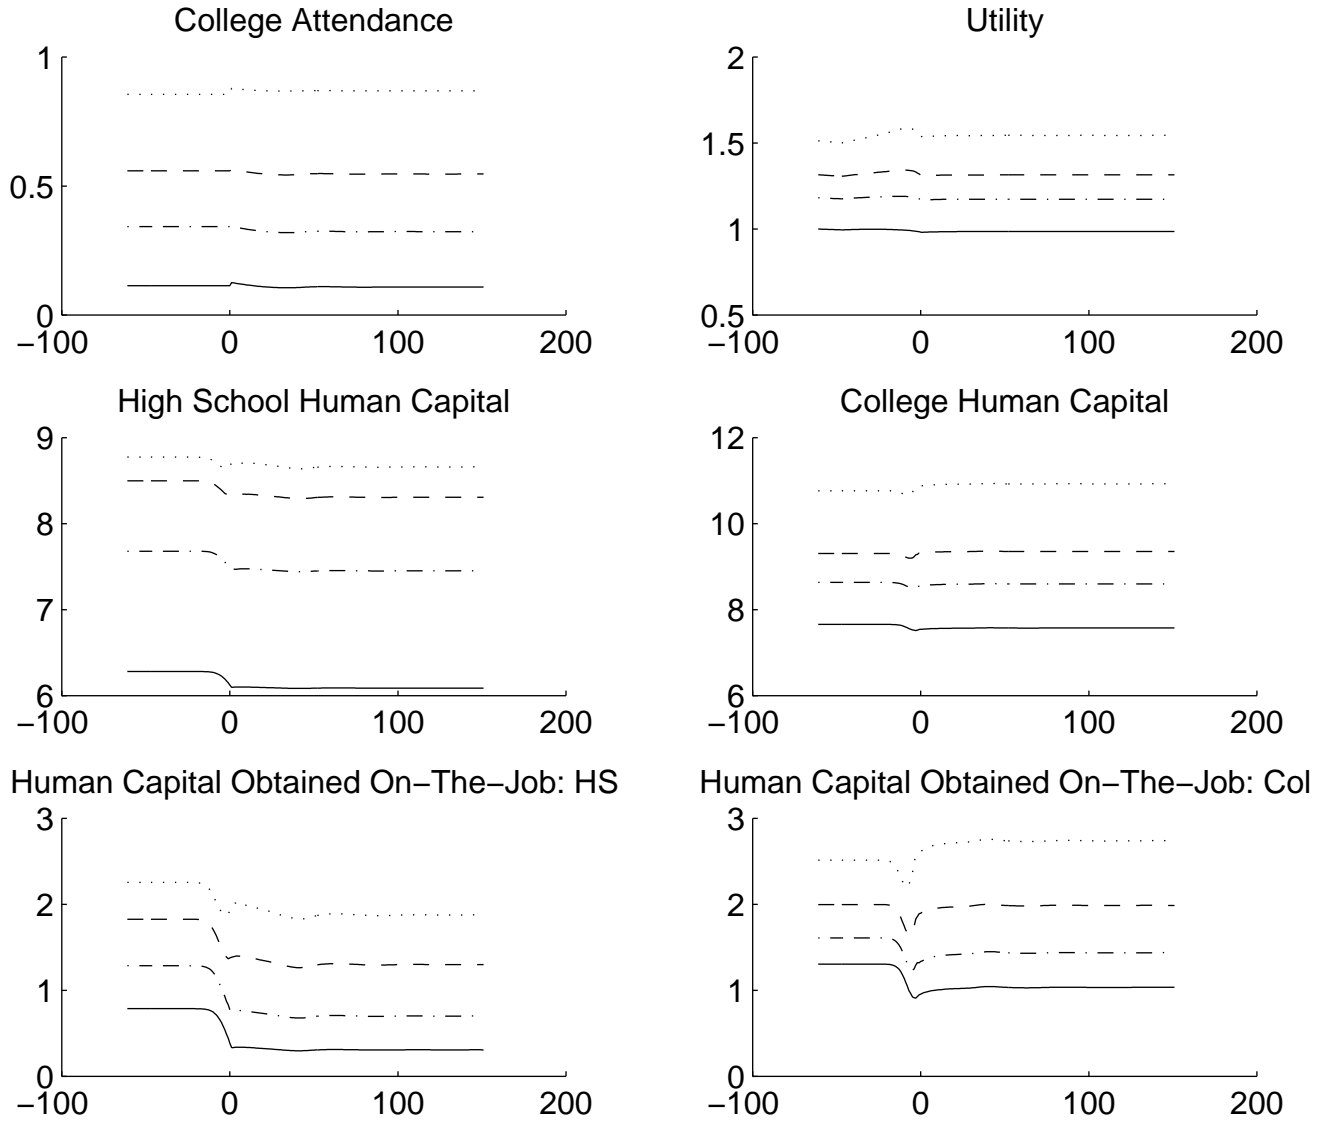 College Attendance
1
0.5
0
−100 0 100 200
Utility
2
1.5
1
0.5
−100 0 100 200
High School Human Capital
9
8
7
6
−100 0 100 200
College Human Capital
12
10
8
6
−100 0 100 200
Human Capital Obtained On−The−Job: HS
3
2
1
0
−100 0 100 200
Human Capital Obtained On−The−Job: Col
3
2
1
0
−100 0 100 200